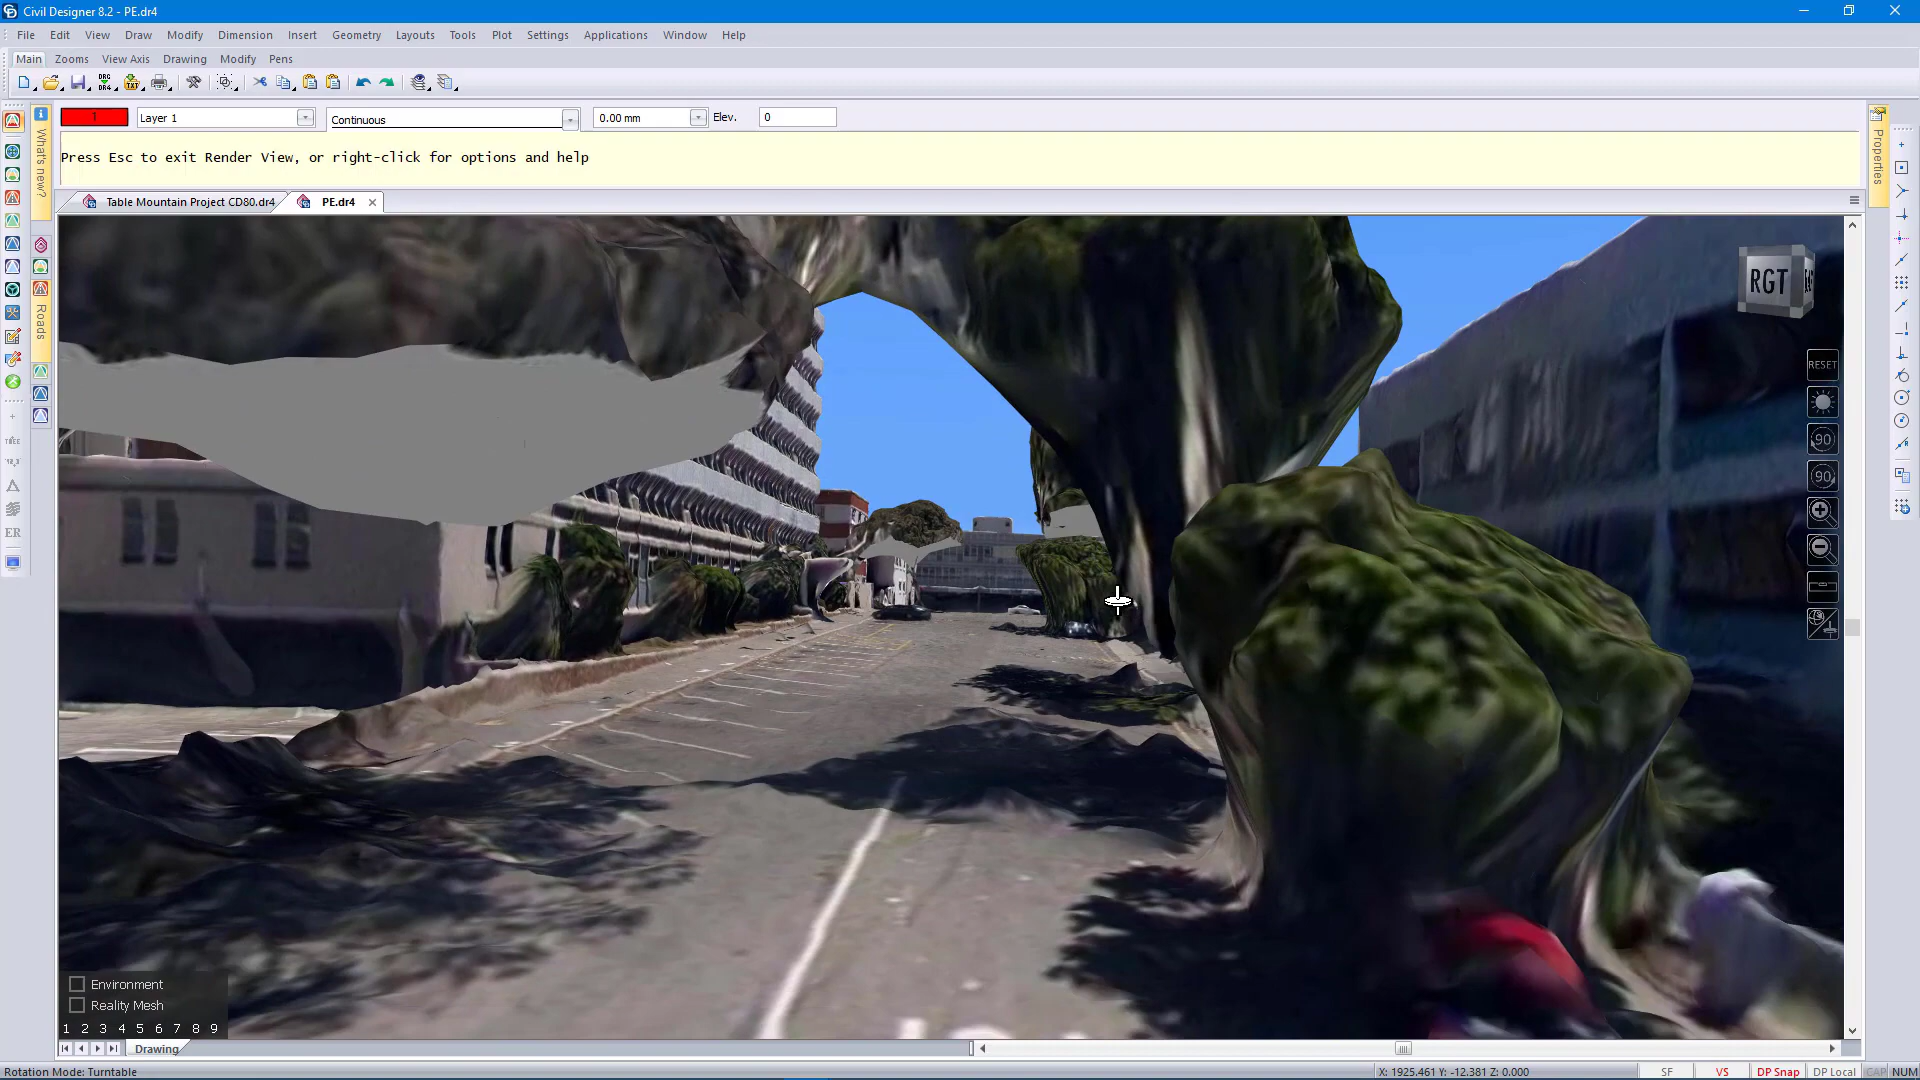 Civil Designer 8.2 - PE.dr4
File Edit View Draw Modify Dimension Insert Geometry Layouts Tools Plot Settings Applications Window Help
Main Zooms View Axis Drawing Modify Pens
1 Layer 1 Continuous 0.00 mm Elev. 0
Press Esc to exit Render View, or right-click for options and help
What's new?
Properties
Table Mountain Project CD80.dr4 PE.dr4
Roads
RGT
RESET
90
90
ER
Environment
Reality Mesh
1 2 3 4 5 6 7 8 9
Drawing
Rotation Mode: Turntable X: 1925.461 Y: -12.381 Z: 0.000 SF VS DP Snap DP Local CAP NUM